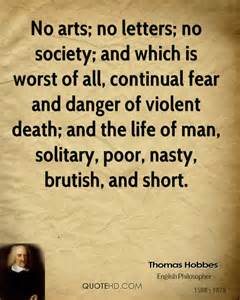 No arts; no letters; no
society; and which is
worst of all, continual fear
and danger of violent
death; and the life of man,
solitary, poor, nasty,
brutish, and short.
Thomas Hobbes
English Philosopher
1588 - 1679
QUOTEHD.COM